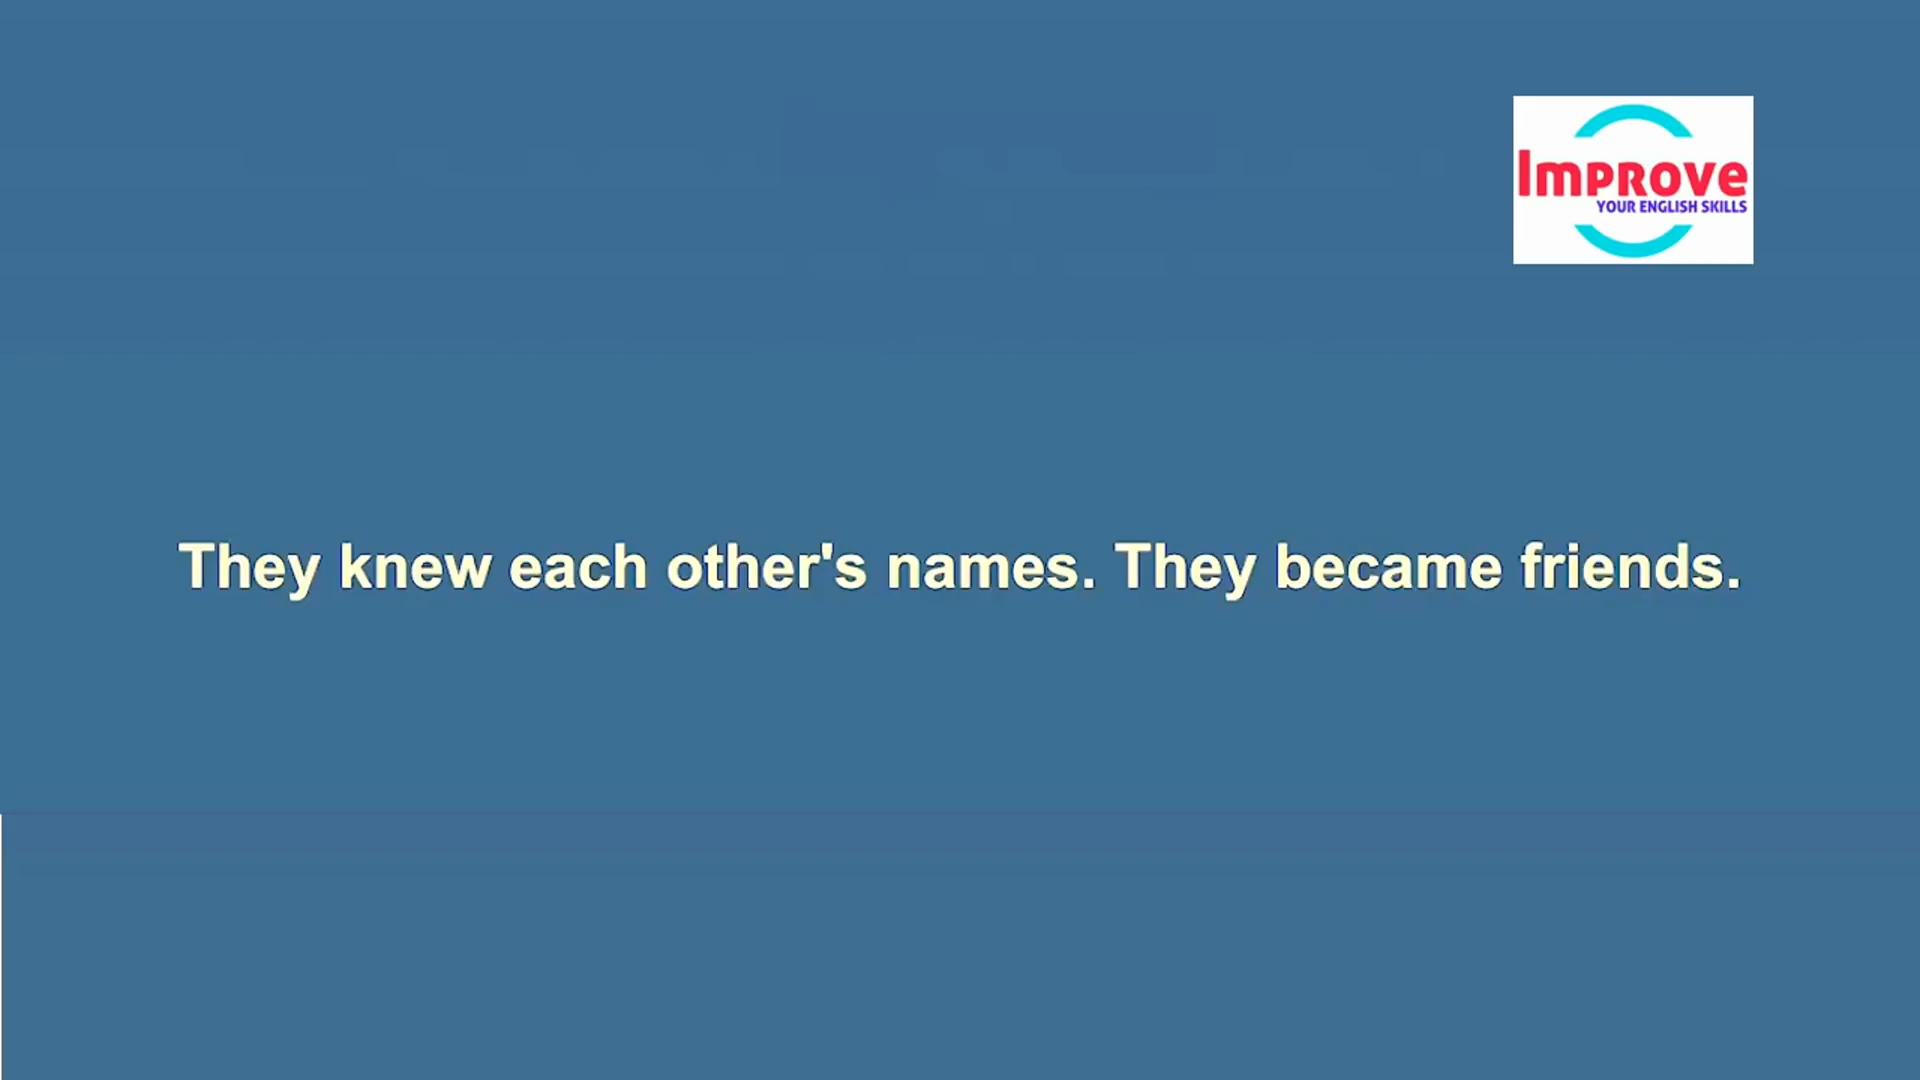 Improve
YOUR ENGLISH SKILLS
They knew each other's names. They became friends.